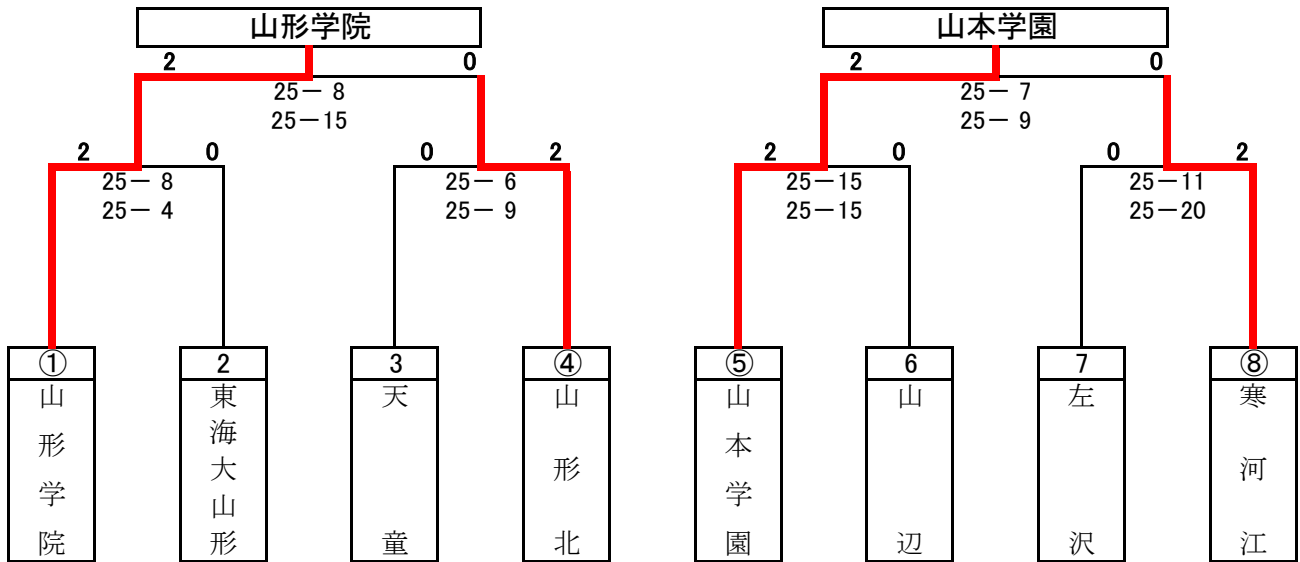 山形学院 山本学園
2 0 2 0
25－ 8 25－ 7
25－15 25－ 9
2 0 0 2 2 0 0 2
25－ 8 25－ 6 25－15 25－11
25－ 4 25－ 9 25－15 25－20
① 2 3 ④ ⑤ 6 7 ⑧
山形学院
東海大山形
天童
山形北
山本学園
山辺
左沢
寒河江